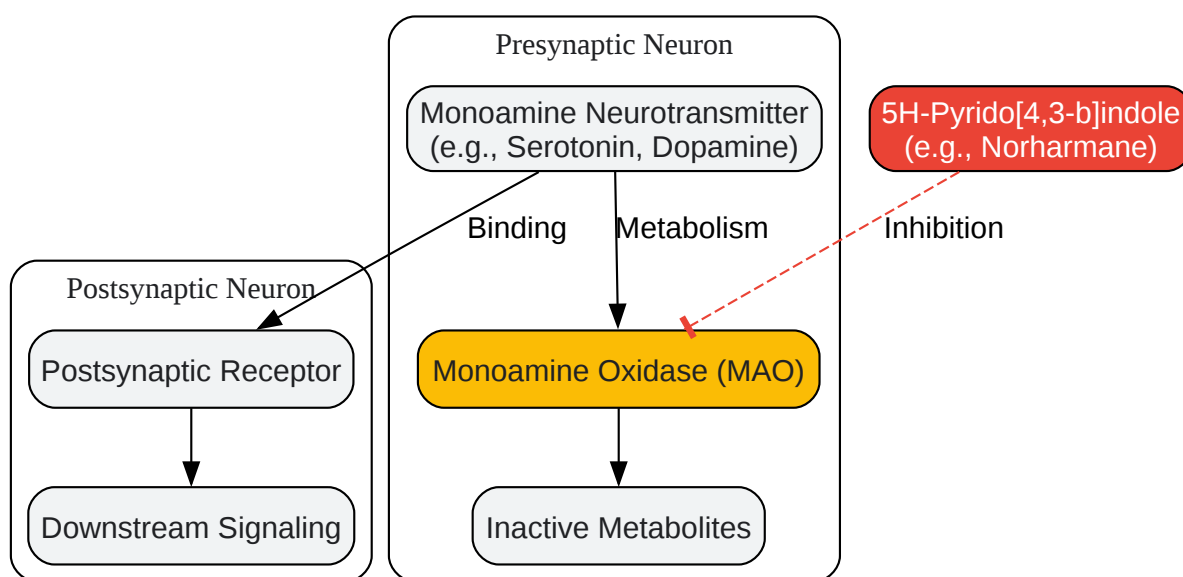 Presynaptic Neuron
Monoamine Neurotransmitter
(e.g., Serotonin, Dopamine)
5H-Pyrido[4,3-b]indole
(e.g., Norharmane)
Binding
Metabolism
Inhibition
Postsynaptic Neuron
Postsynaptic Receptor
Monoamine Oxidase (MAO)
Downstream Signaling
Inactive Metabolites